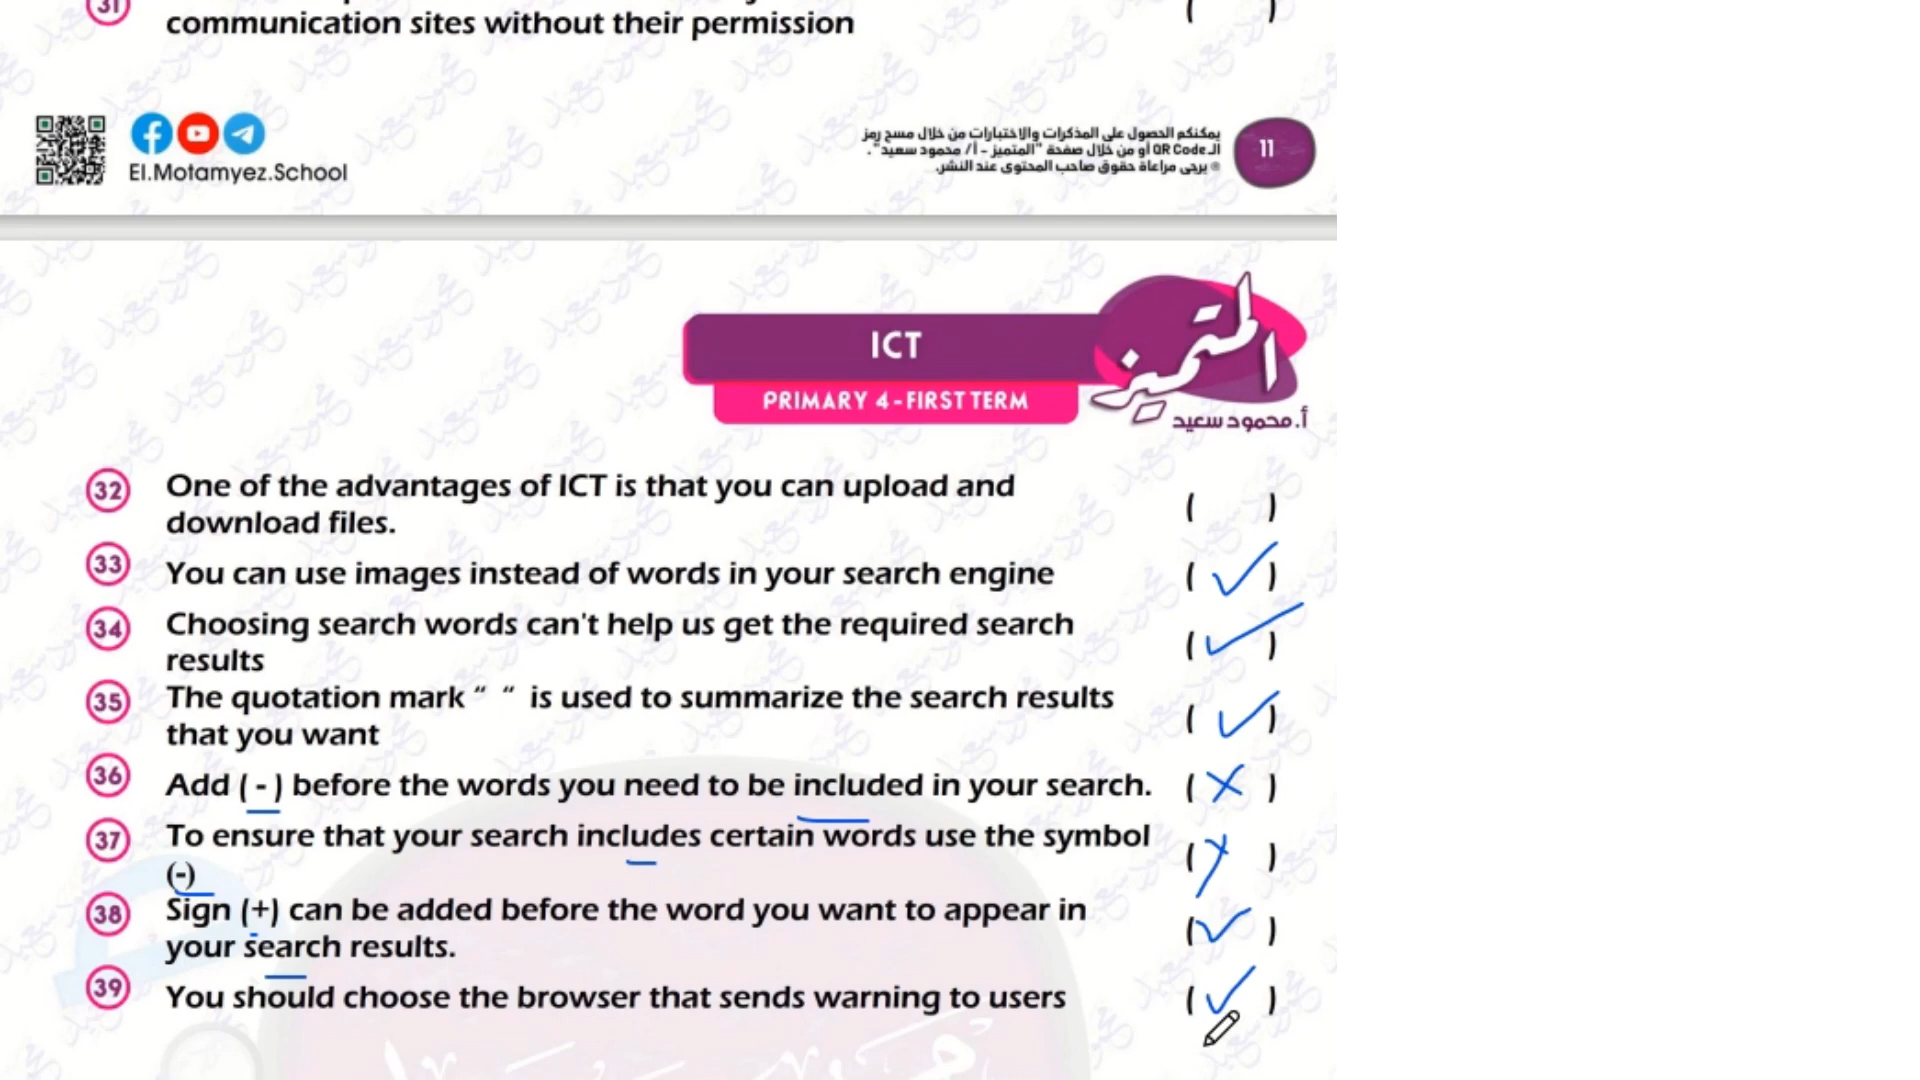 31
communication sites without their permission ( )
El.Motamyez.School
يمكنكم الحصول على المذكرات والاختبارات من خلال مسح رمز
الـ QR Code أو من خلال صفحة "المتميز - أ/ محمود سعيد".
* يرجى مراعاة حقوق صاحب المحتوى عند النشر.
11
ICT
PRIMARY 4 - FIRST TERM
المتميز
أ. محمود سعيد
32 One of the advantages of ICT is that you can upload and
download files. ( )
33 You can use images instead of words in your search engine ( ✓ )
34 Choosing search words can't help us get the required search
results ( ✓ )
35 The quotation mark “ “ is used to summarize the search results
that you want ( ✓ )
36 Add ( - ) before the words you need to be included in your search. ( X )
37 To ensure that your search includes certain words use the symbol
(-) ( X )
38 Sign (+) can be added before the word you want to appear in
your search results. ( ✓ )
39 You should choose the browser that sends warning to users ( ✓ )